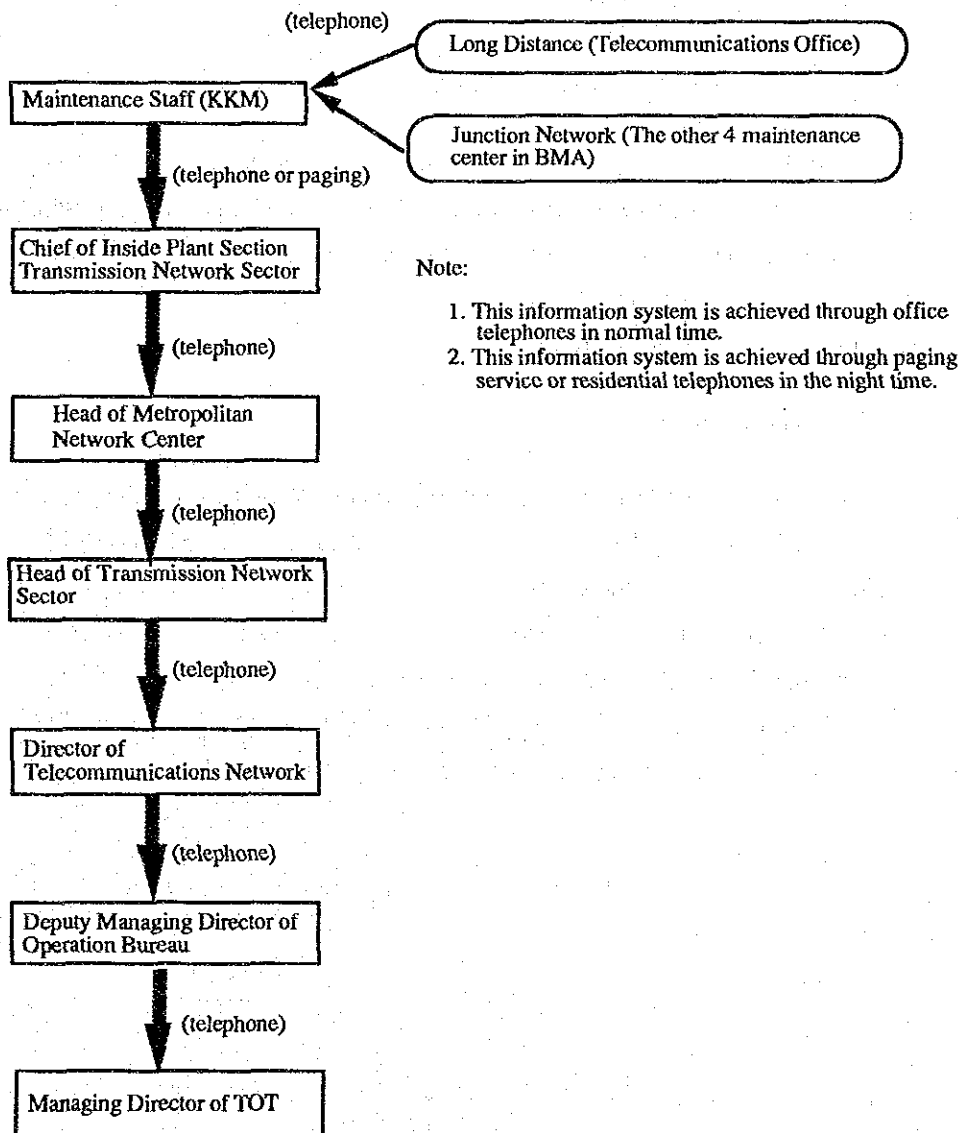 (telephone)
Long Distance (Telecommunications Office)
Maintenance Staff (KKM)
Junction Network (The other 4 maintenance
center in BMA)
(telephone or paging)
Chief of Inside Plant Section
Transmission Network Sector
Note:
1. This information system is achieved through office
telephones in normal time.
2. This information system is achieved through paging
service or residential telephones in the night time.
(telephone)
Head of Metropolitan
Network Center
(telephone)
Head of Transmission Network
Sector
(telephone)
Director of
Telecommunications Network
(telephone)
Deputy Managing Director of
Operation Bureau
(telephone)
Managing Director of TOT